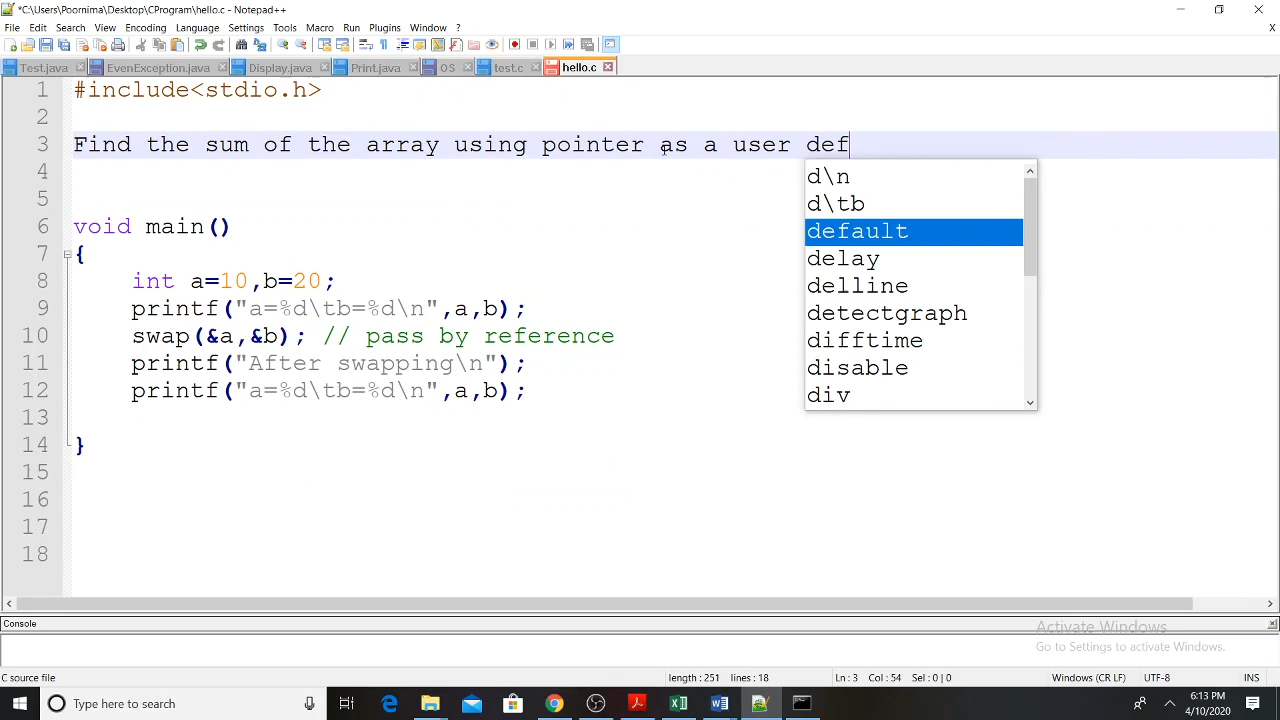 *C:\Users\Poornima\Desktop\CProgram\hello.c - Notepad++
File Edit Search View Encoding Language Settings Tools Macro Run Plugins Window ? X
Test.java EvenException.java Display.java Print.java OS test.c hello.c
1 #include<stdio.h>
2
3 Find the sum of the array using pointer as a user def
4
5
6 void main()
7 {
8 int a=10,b=20;
9 printf("a=%d\tb=%d\n",a,b);
10 swap(&a,&b); // pass by reference
11 printf("After swapping\n");
12 printf("a=%d\tb=%d\n",a,b);
13
14 }
15
16
17
18
d\n
d\tb
default
delay
delline
detectgraph
difftime
disable
div
Console
Activate Windows
Go to Settings to activate Windows.
C source file length : 251 lines : 18 Ln : 3 Col : 54 Sel : 0 | 0 Windows (CR LF) UTF-8 INS
Type here to search
6:13 PM
4/10/2020